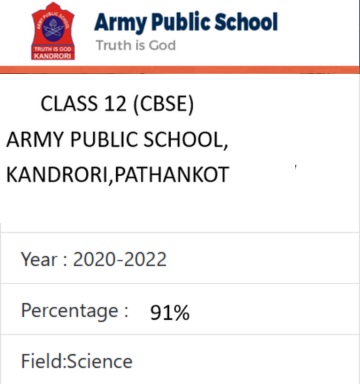 Army Public School
Truth is God
TRUTH IS GOD
KANDRORI
CLASS 12 (CBSE)
ARMY PUBLIC SCHOOL,
KANDRORI,PATHANKOT
Year : 2020-2022
Percentage : 91%
Field:Science